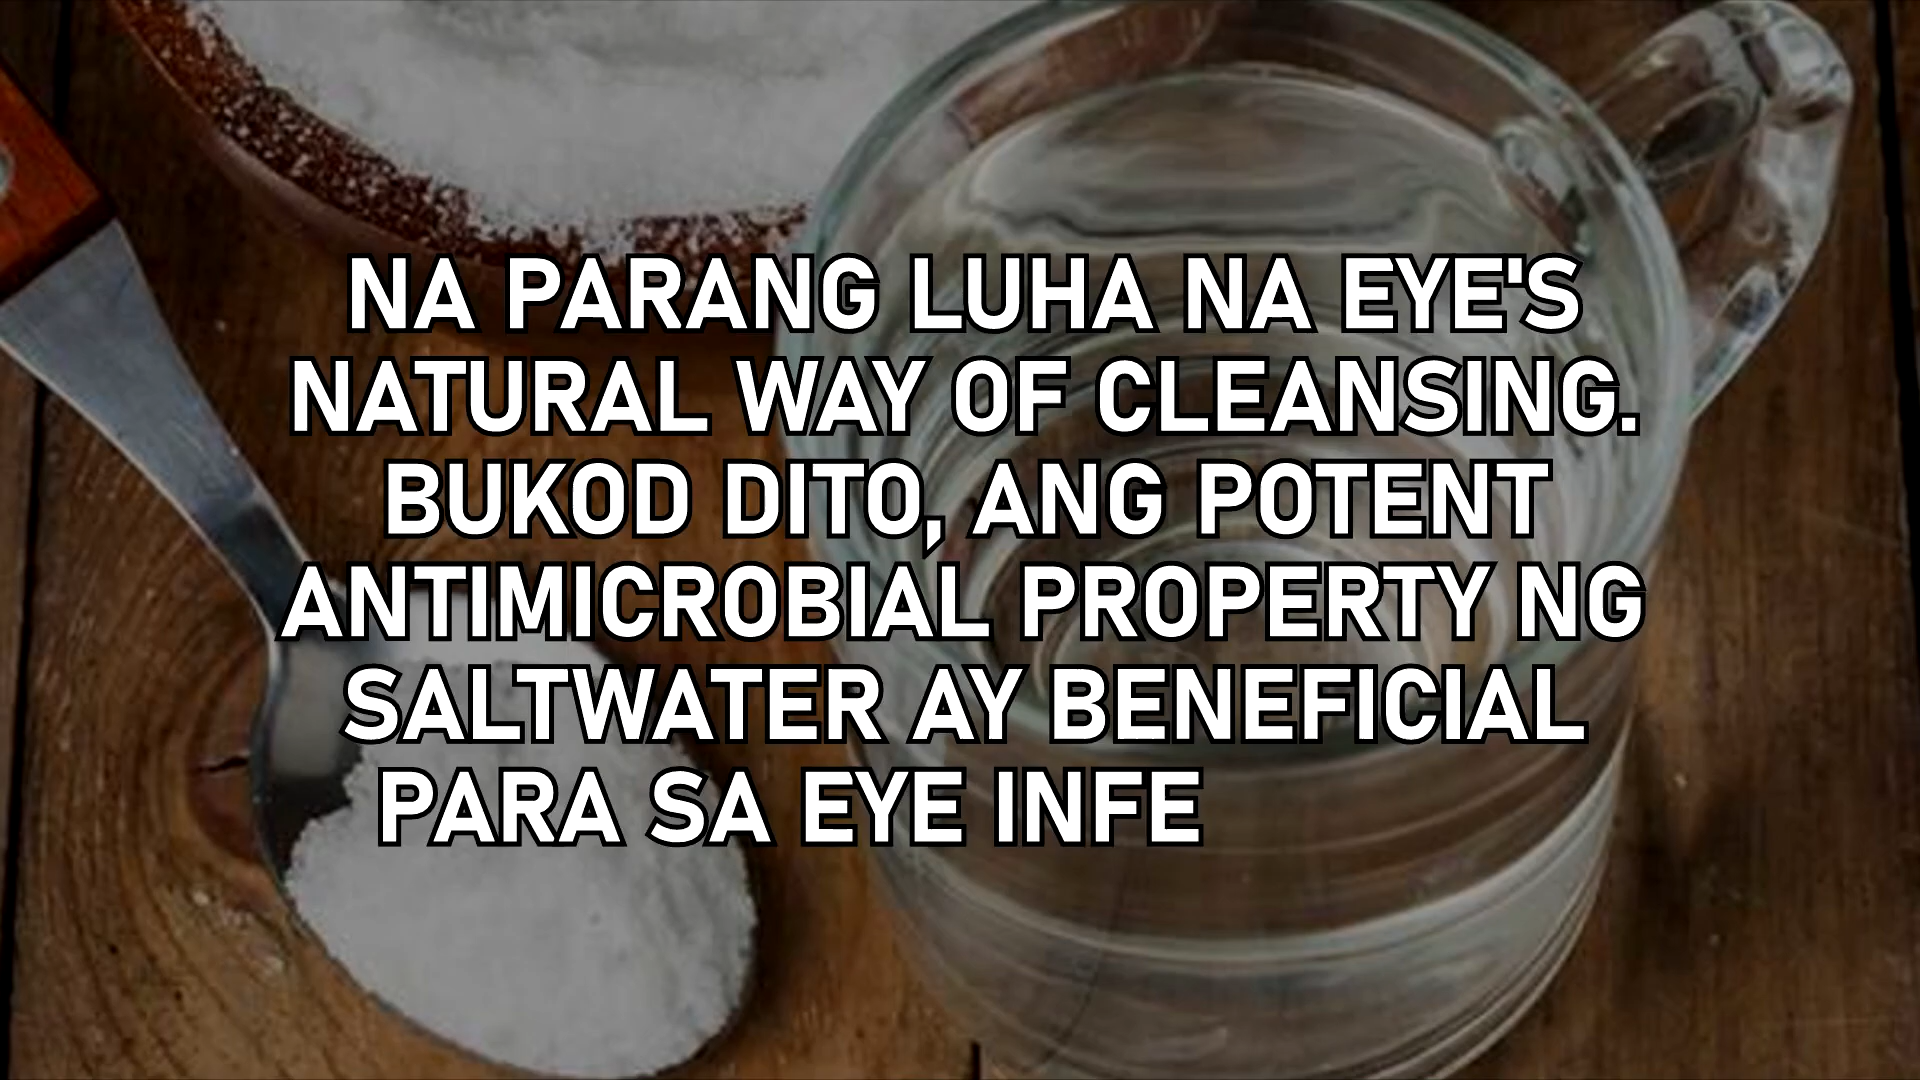 NA PARANG LUHA NA EYE'S
NATURAL WAY OF CLEANSING.
BUKOD DITO, ANG POTENT
ANTIMICROBIAL PROPERTY NG
SALTWATER AY BENEFICIAL
PARA SA EYE INFE